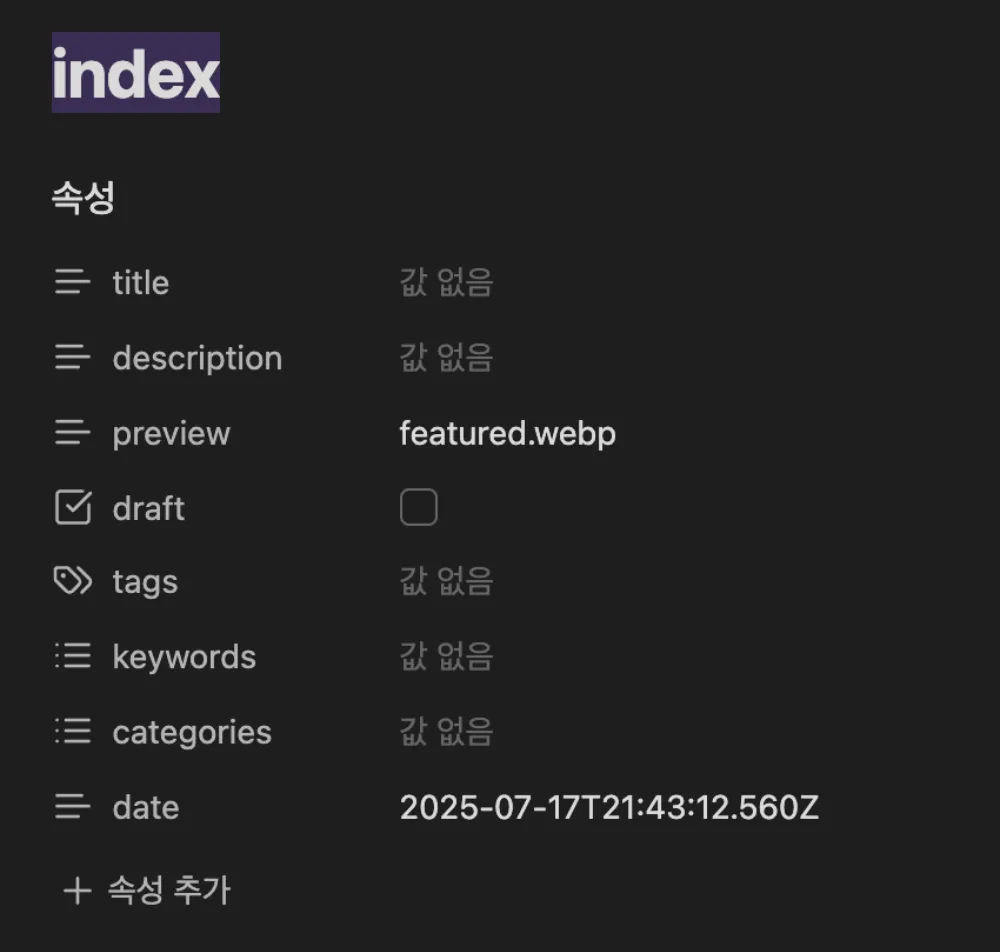 index
속성
title 값 없음
description 값 없음
preview featured.webp
draft
tags 값 없음
keywords 값 없음
categories 값 없음
date 2025-07-17T21:43:12.560Z
+ 속성 추가